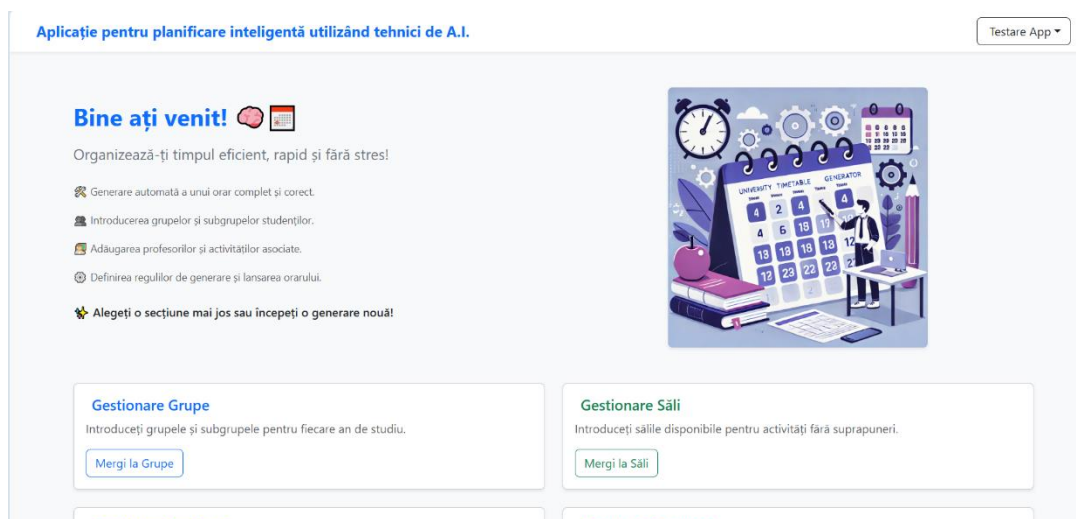 Aplicație pentru planificare inteligentă utilizând tehnici de A.I.
Testare App
Bine ați venit!
Organizează-ți timpul eficient, rapid și fără stres!
UNIVERSITY TIMETABLE GENERATOR
Generare automată a unui orar complet și corect.
Introducerea grupelor și subgrupelor studenților.
Adăugarea profesorilor și activităților asociate.
Definirea regulilor de generare și lansarea orarului.
Alegeți o secțiune mai jos sau începeți o generare nouă!
Gestionare Grupe
Introduceți grupele și subgrupele pentru fiecare an de studiu.
Mergi la Grupe
Gestionare Săli
Introduceți sălile disponibile pentru activități fără suprapuneri.
Mergi la Săli